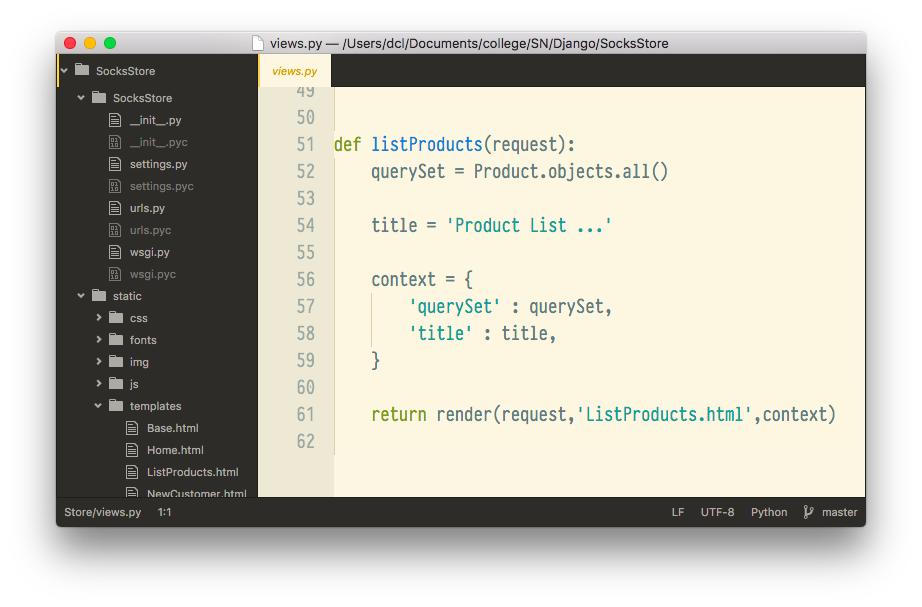 views.py — /Users/dcl/Documents/college/SN/Django/SocksStore
SocksStore
SocksStore
__init__.py
__init__.pyc
settings.py
settings.pyc
urls.py
urls.pyc
wsgi.py
wsgi.pyc
static
css
fonts
img
js
templates
Base.html
Home.html
ListProducts.html
NewCustomer.html
views.py
49
50
51 def listProducts(request):
52 querySet = Product.objects.all()
53
54 title = 'Product List ...'
55
56 context = {
57 'querySet' : querySet,
58 'title' : title,
59 }
60
61 return render(request,'ListProducts.html',context)
62
Store/views.py 1:1 LF UTF-8 Python master